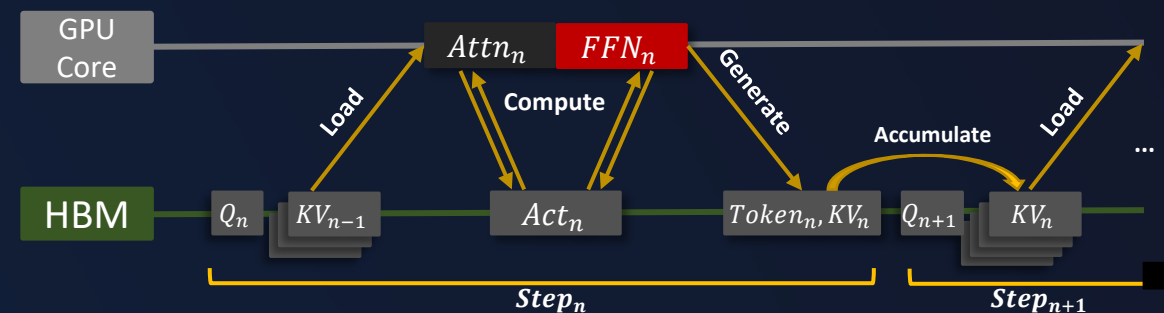 GPU
Core
Attn_n
FFN_n
Load
Compute
Generate
Accumulate
Load
...
HBM
Q_n
KV_{n-1}
Act_n
Token_n, KV_n
Q_{n+1}
KV_n
Step_n
Step_{n+1}